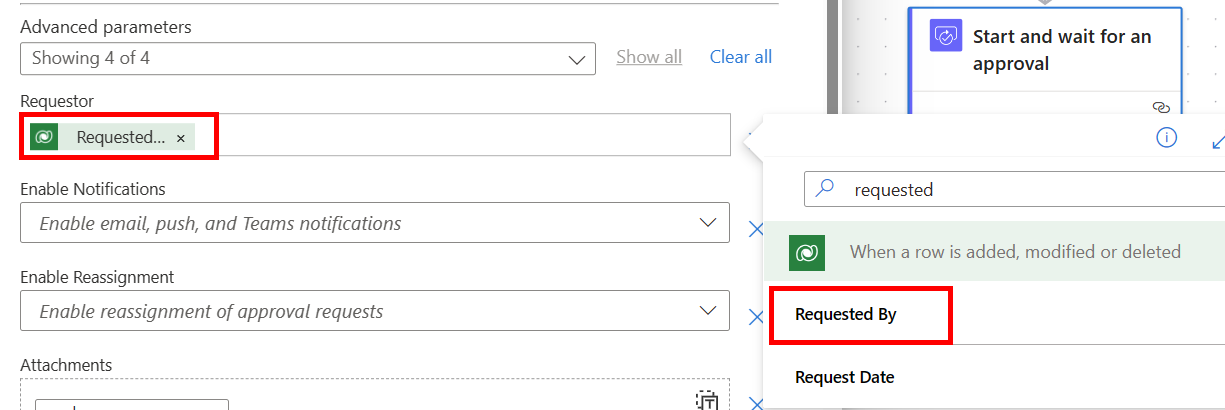 Advanced parameters
Showing 4 of 4
Show all
Clear all
Requestor
Requested... ×
Enable Notifications
Enable email, push, and Teams notifications
Enable Reassignment
Enable reassignment of approval requests
Attachments
Start and wait for an
approval
requested
When a row is added, modified or deleted
Requested By
Request Date